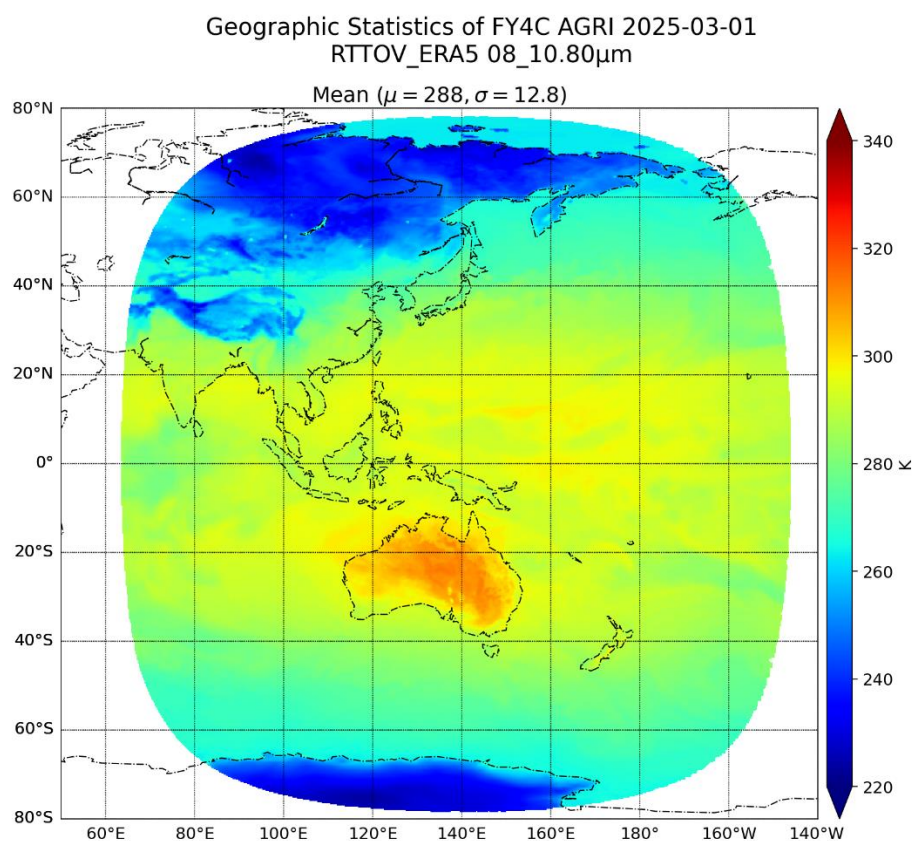 Geographic Statistics of FY4C AGRI 2025-03-01
RTTOV_ERA5 08_10.80μm
Mean (μ = 288, σ = 12.8)
80°N
60°N
40°N
20°N
0°
20°S
40°S
60°S
80°S
60°E
80°E
100°E
120°E
140°E
160°E
180°
160°W
140°W
340
320
300
280
260
240
220
K